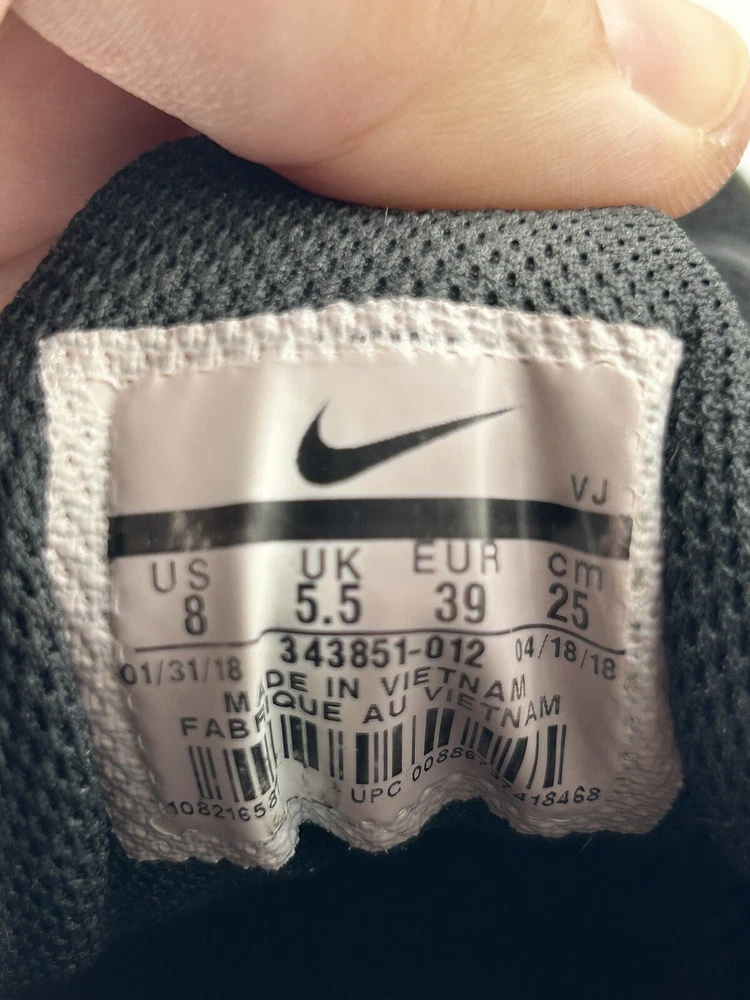 VJ
US UK EUR cm
8 5.5 39 25
01/31/18 343851-012 04/18/18
MADE IN VIETNAM
FABRIQUE AU VIETNAM
UPC